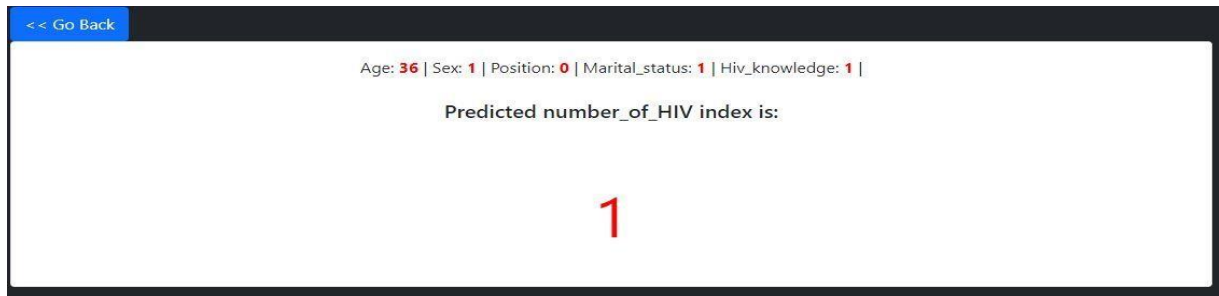 << Go Back
Age: 36 | Sex: 1 | Position: 0 | Marital_status: 1 | Hiv_knowledge: 1 |
Predicted number_of_HIV index is:
1